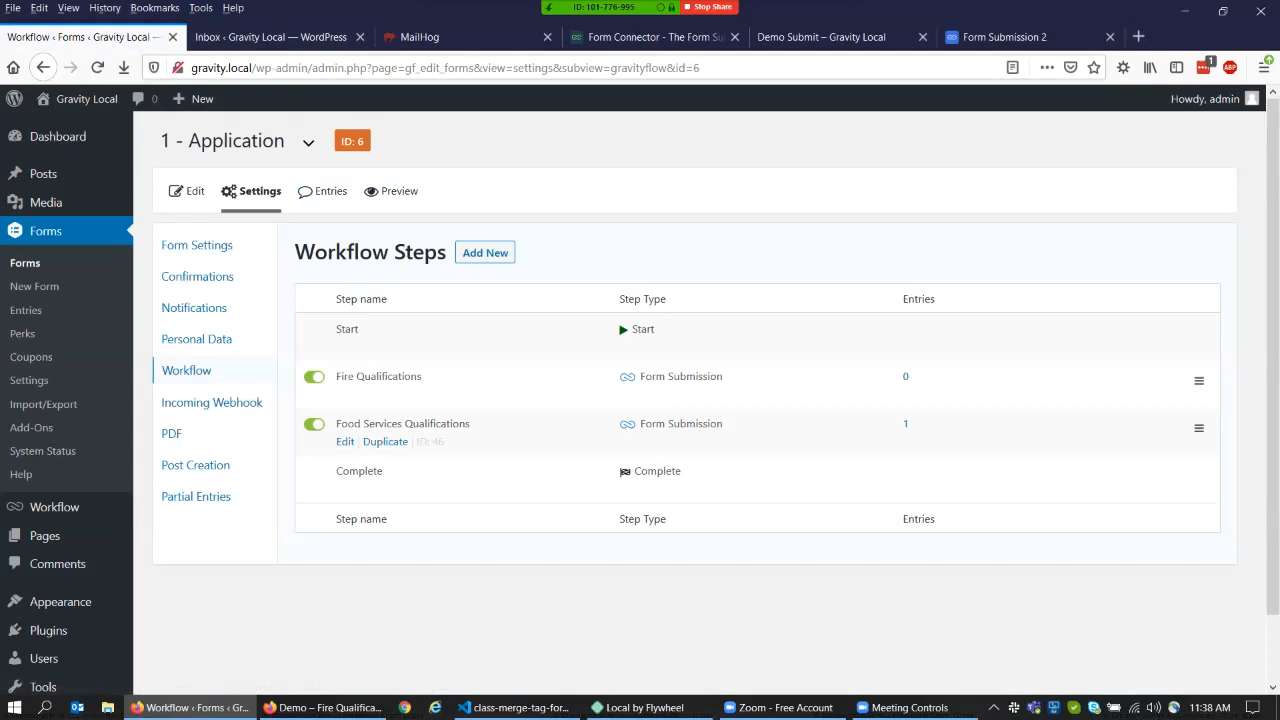 File Edit View History Bookmarks Tools Help
ID: 101-776-995 Stop Share
Workflow ‹ Forms ‹ Gravity Local —
Inbox ‹ Gravity Local — WordPress
MailHog
Form Connector - The Form Su
Demo Submit – Gravity Local
Form Submission 2
gravity.local/wp-admin/admin.php?page=gf_edit_forms&view=settings&subview=gravityflow&id=6
1
ABP
Gravity Local 0 New
Howdy, admin
Dashboard
Posts
Media
Forms
Forms
New Form
Entries
Perks
Coupons
Settings
Import/Export
Add-Ons
System Status
Help
Workflow
Pages
Comments
Appearance
Plugins
Users
Tools
1 - Application ID: 6
Edit Settings Entries Preview
Form Settings
Confirmations
Notifications
Personal Data
Workflow
Incoming Webhook
PDF
Post Creation
Partial Entries
Workflow Steps Add New
Step name Step Type Entries
Start Start
Fire Qualifications Form Submission 0
Food Services Qualifications Form Submission 1
Edit | Duplicate | ID: 46
Complete Complete
Step name Step Type Entries
Workflow ‹ Forms ‹ Gr...
Demo – Fire Qualifica...
class-merge-tag-for...
Local by Flywheel
Zoom - Free Account
Meeting Controls
11:38 AM